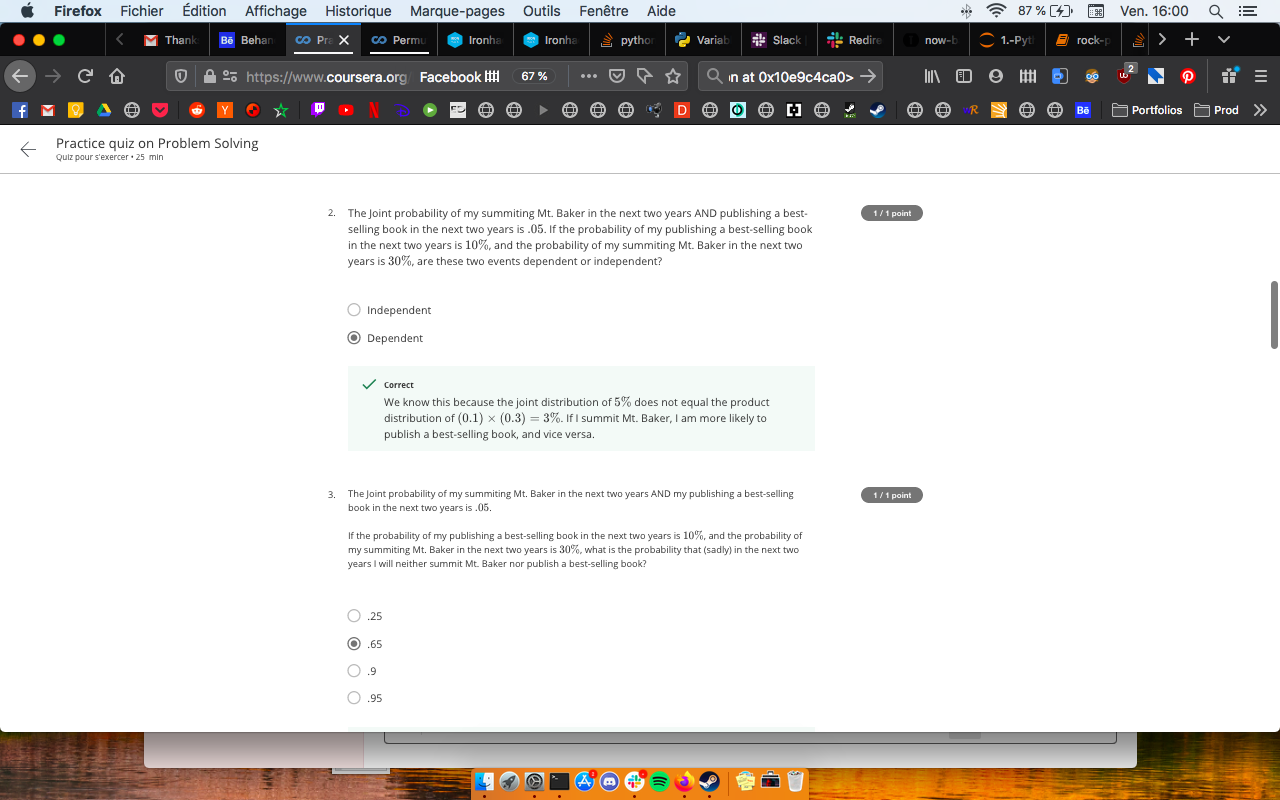 Firefox Fichier Édition Affichage Historique Marque-pages Outils Fenêtre Aide 87 % Ven. 16:00
Thank Bē Behan Pra Permu Ironha Ironha python Variab Slack Redire now-b 1.-Pyt rock-p
https://www.coursera.org Facebook 67 % ••• n at 0x10e9c4ca0> 2
Portfolios Prod
Practice quiz on Problem Solving
Quiz pour s'exercer • 25 min
2. The Joint probability of my summiting Mt. Baker in the next two years AND publishing a best- 1 / 1 point
selling book in the next two years is .05. If the probability of my publishing a best-selling book
in the next two years is 10%, and the probability of my summiting Mt. Baker in the next two
years is 30%, are these two events dependent or independent?
Independent
Dependent
Correct
We know this because the joint distribution of 5% does not equal the product
distribution of (0.1) × (0.3) = 3%. If I summit Mt. Baker, I am more likely to
publish a best-selling book, and vice versa.
3. The Joint probability of my summiting Mt. Baker in the next two years AND my publishing a best-selling 1 / 1 point
book in the next two years is .05.
If the probability of my publishing a best-selling book in the next two years is 10%, and the probability of
my summiting Mt. Baker in the next two years is 30%, what is the probability that (sadly) in the next two
years I will neither summit Mt. Baker nor publish a best-selling book?
.25
.65
.9
.95